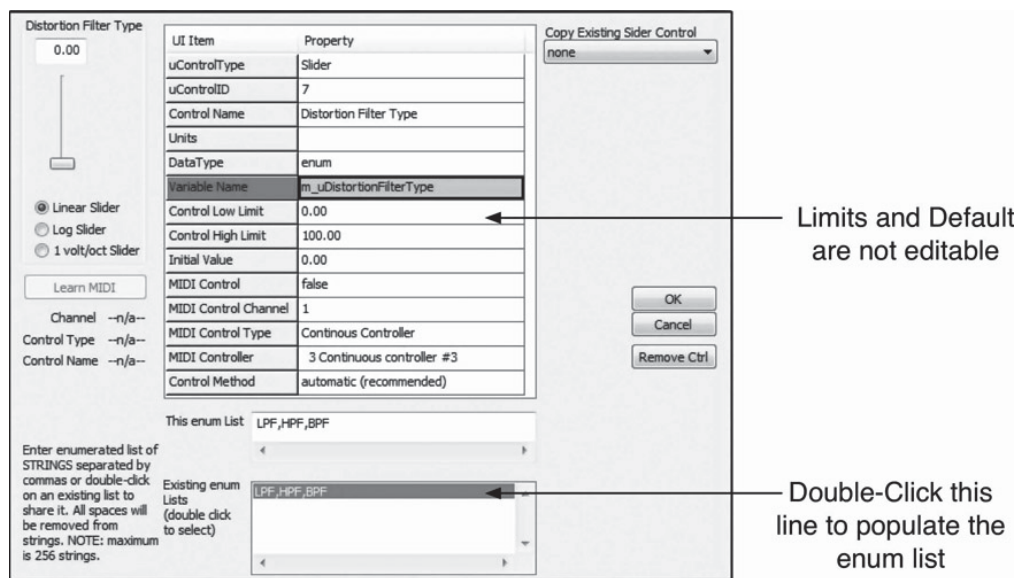 Distortion Filter Type
0.00
Linear Slider
Log Slider
1 volt/oct Slider
Learn MIDI
Channel --n/a--
Control Type --n/a--
Control Name --n/a--
Enter enumerated list of
STRINGS separated by
commas or double-click
on an existing list to
share it. All spaces will
be removed from
strings. NOTE: maximum
is 256 strings.
UI Item Property
uControlType Slider
uControlID 7
Control Name Distortion Filter Type
Units
DataType enum
Variable Name m_uDistortionFilterType
Control Low Limit 0.00
Control High Limit 100.00
Initial Value 0.00
MIDI Control false
MIDI Control Channel 1
MIDI Control Type Continous Controller
MIDI Controller 3 Continuous controller #3
Control Method automatic (recommended)
This enum List LPF,HPF,BPF
Existing enum
Lists
(double click
to select)
LPF,HPF,BPF
Copy Existing Sider Control
none
OK
Cancel
Remove Ctrl
Limits and Default
are not editable
Double-Click this
line to populate the
enum list